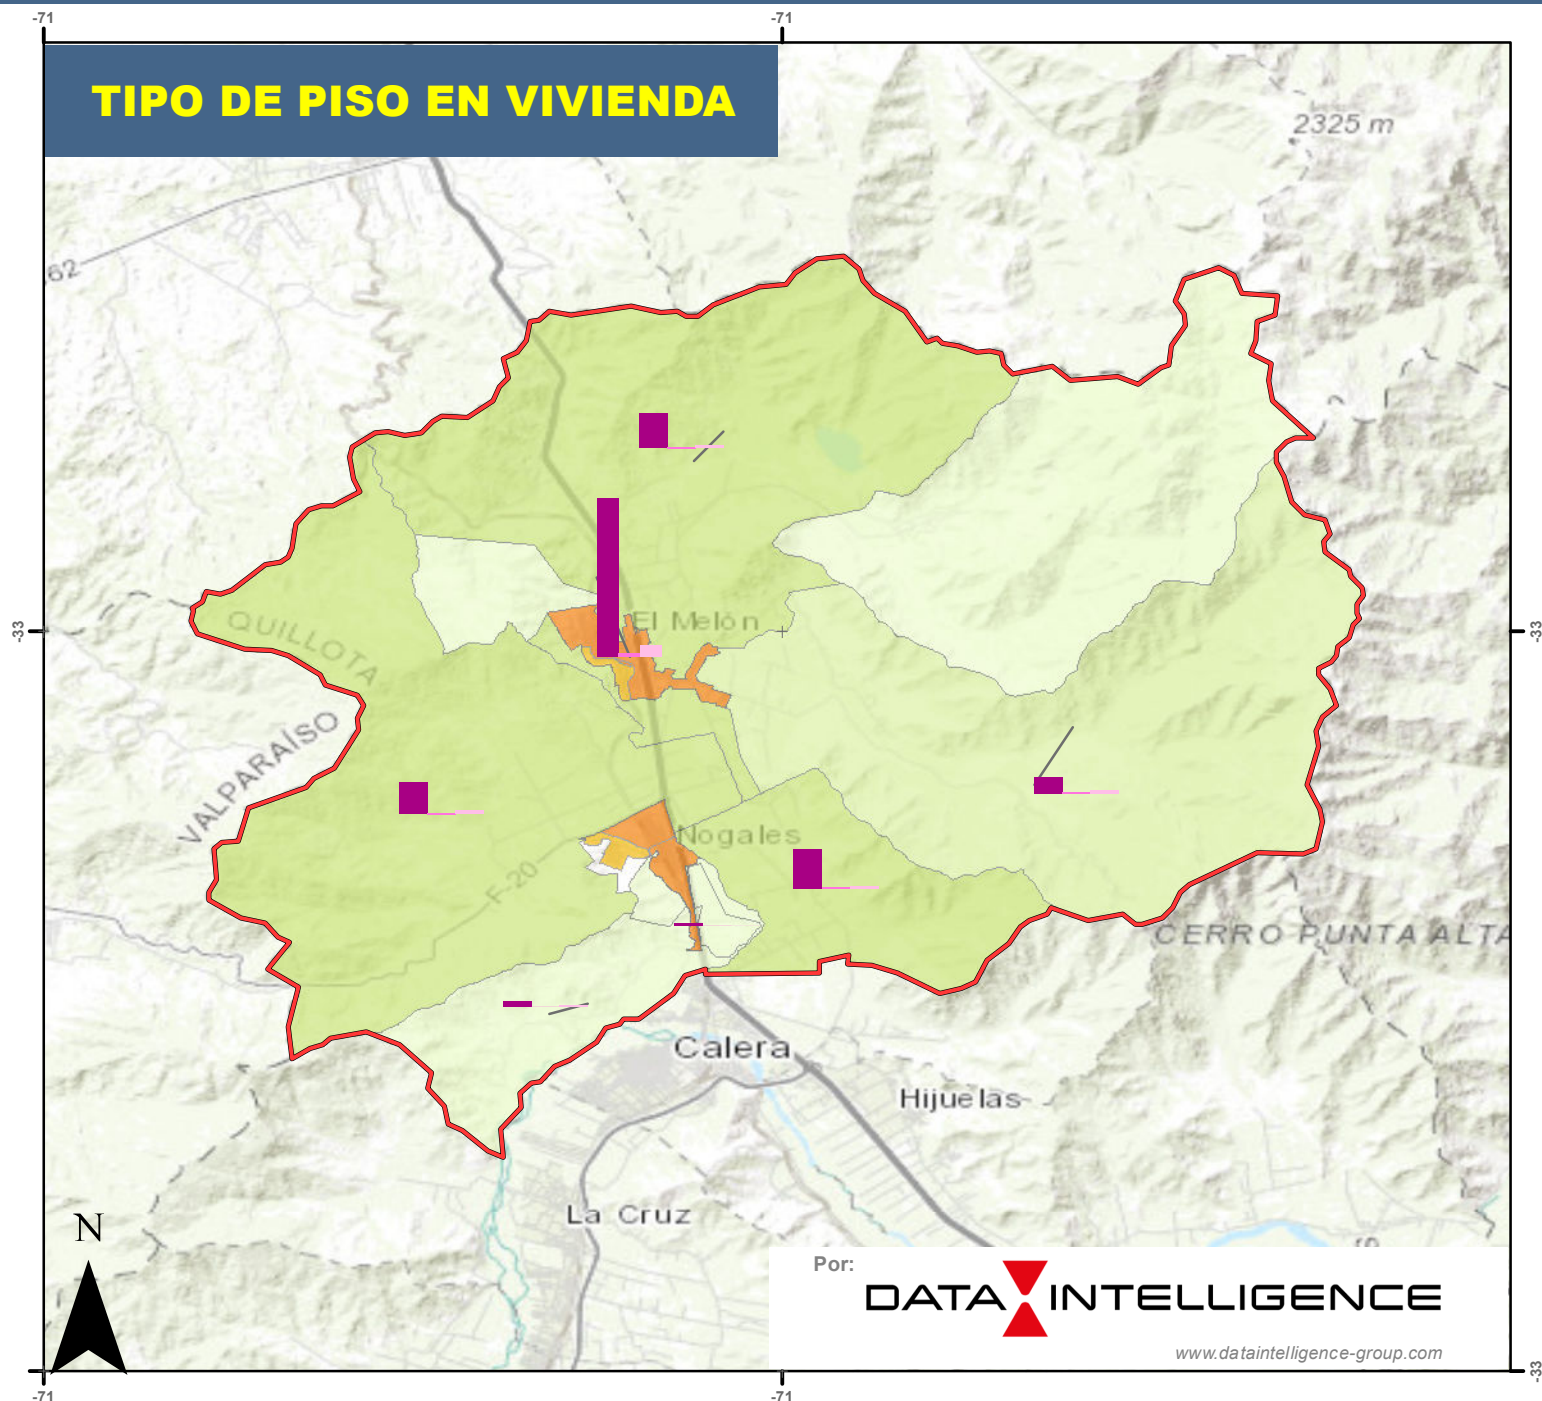 -71
-71
TIPO DE PISO EN VIVIENDA
2325 m
62
El Melón
-33
-33
QUILLOTA
VALPARAÍSO
Nogales
F-20
CERRO PUNTA ALTA
Calera
Hijuelas
La Cruz
N
Por:
DATA INTELLIGENCE
www.dataintelligence-group.com
-33
-71
-71